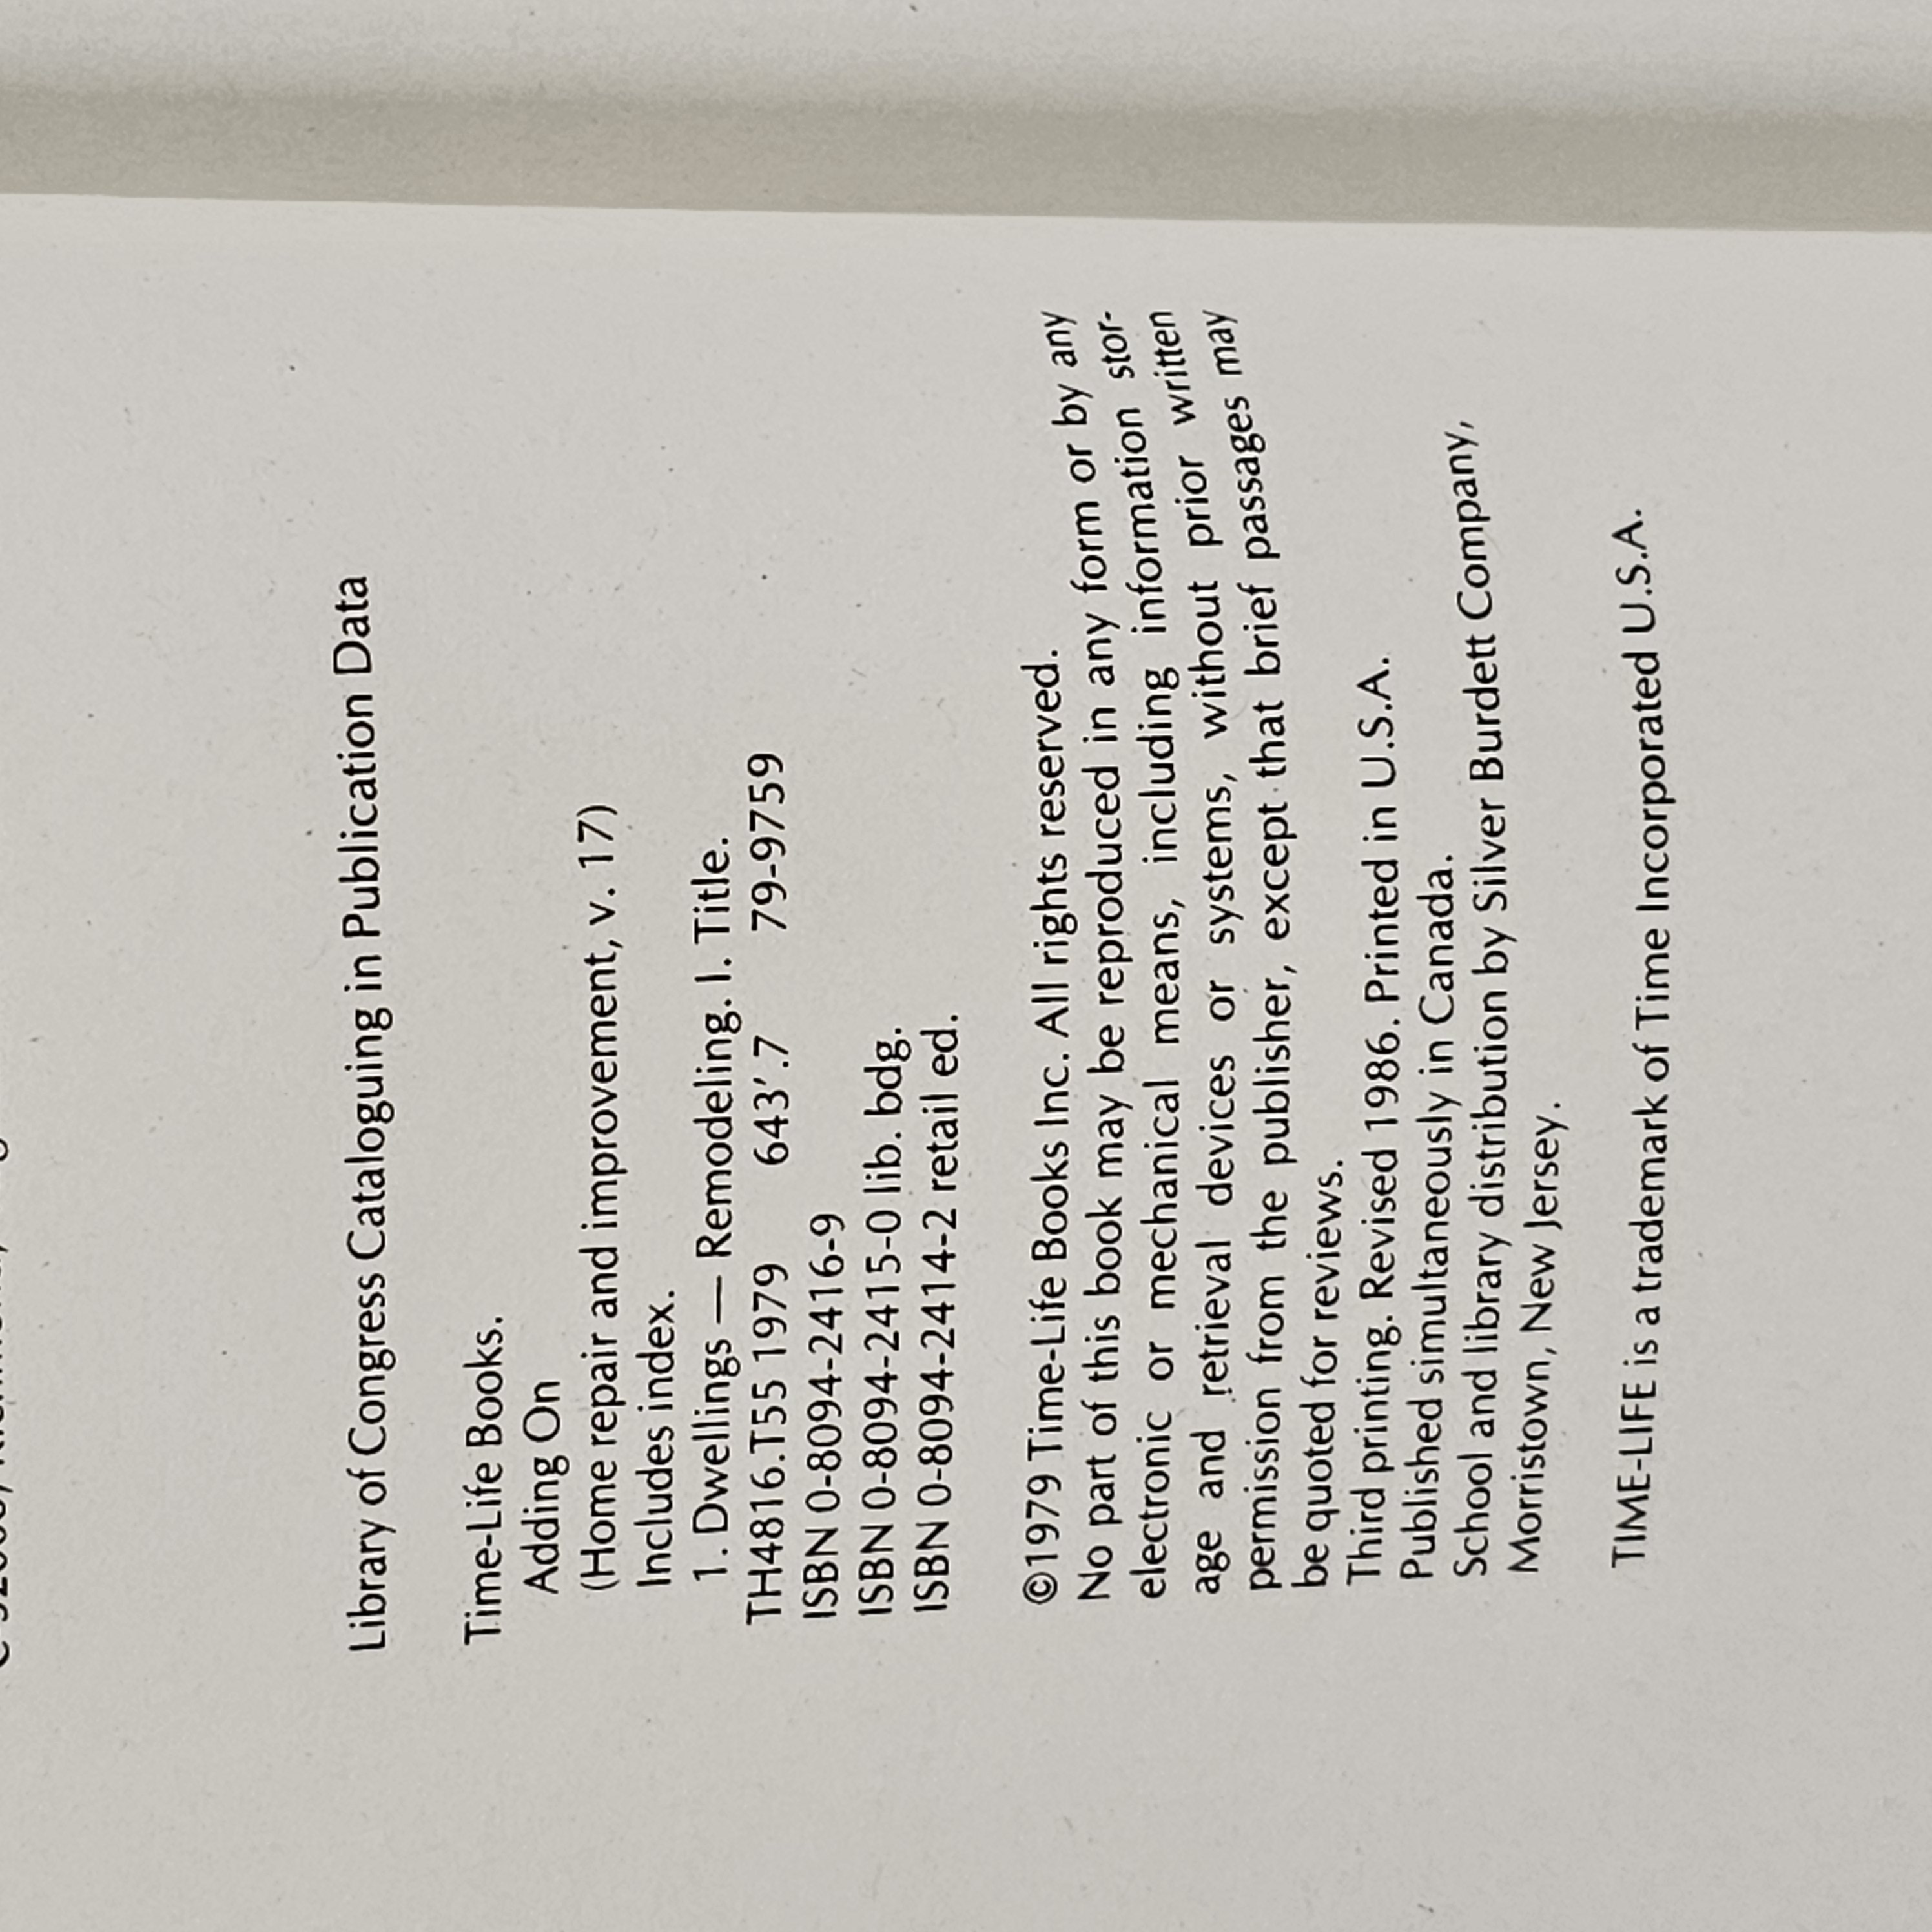 Library of Congress Cataloguing in Publication Data
Time-Life Books.
Adding On
(Home repair and improvement, v. 17)
Includes index.
1. Dwellings — Remodeling. I. Title.
TH4816.T55 1979 643′.7 79-9759
ISBN 0-8094-2416-9
ISBN 0-8094-2415-0 lib. bdg.
ISBN 0-8094-2414-2 retail ed.
©1979 Time-Life Books Inc. All rights reserved.
No part of this book may be reproduced in any form or by any
electronic or mechanical means, including information stor-
age and retrieval devices or systems, without prior written
permission from the publisher, except that brief passages may
be quoted for reviews.
Third printing. Revised 1986. Printed in U.S.A.
Published simultaneously in Canada.
School and library distribution by Silver Burdett Company,
Morristown, New Jersey.
TIME-LIFE is a trademark of Time Incorporated U.S.A.